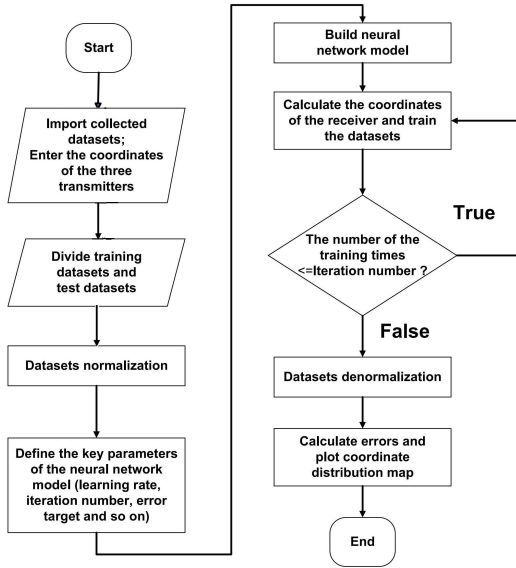 Start
Import collected
datasets;
Enter the coordinates
of the three
transmitters
Divide training
datasets and
test datasets
Datasets normalization
Define the key parameters
of the neural network
model (learning rate,
iteration number, error
target and so on)
Build neural
network model
Calculate the coordinates
of the receiver and train
the datasets
The number of the
training times
<=Iteration number ?
True
False
Datasets denormalization
Calculate errors and
plot coordinate
distribution map
End